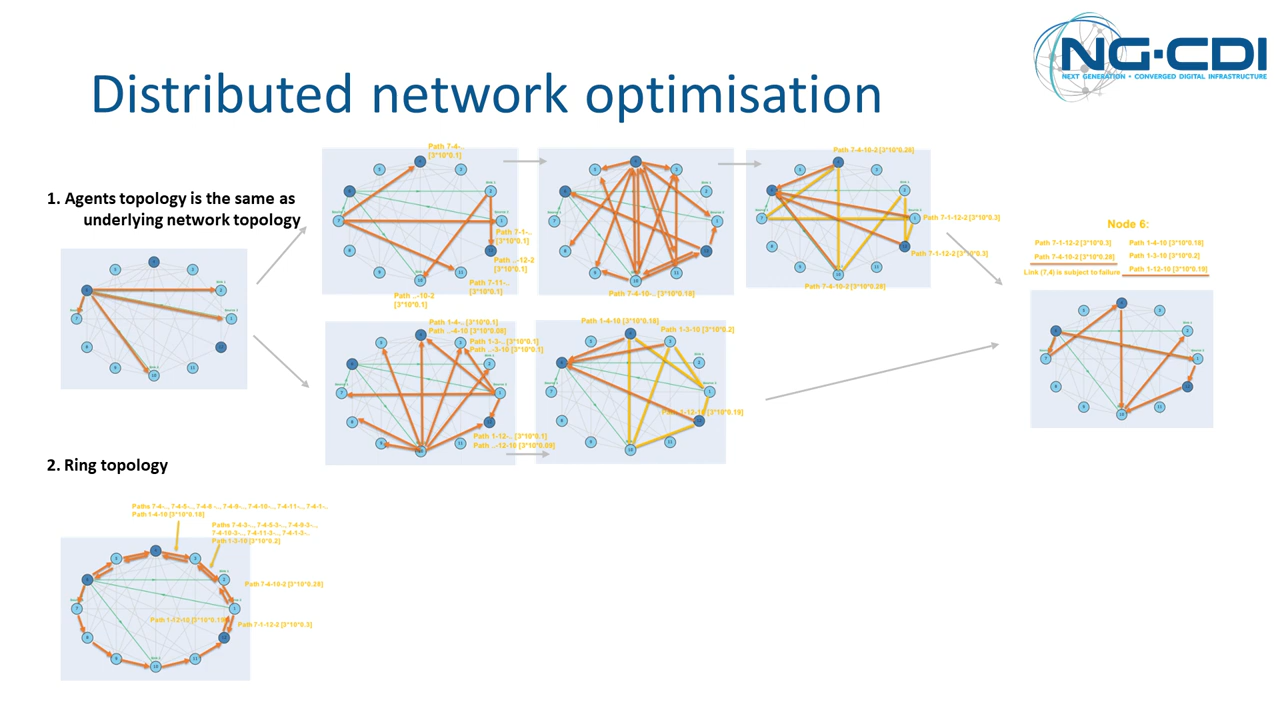 NG-CDI
NEXT GENERATION • CONVERGED DIGITAL INFRASTRUCTURE
Distributed network optimisation
1. Agents topology is the same as
underlying network topology
Path 7-4-..
[3*10*0.1]
Path 7-1-..
[3*10*0.1]
Path ..-12-2
[3*10*0.1]
Path 7-11-..
[3*10*0.1]
Path ..-10-2
[3*10*0.1]
Path 7-4-10-.. [3*10*0.18]
Path 7-4-10-2 [3*10*0.28]
Path 7-1-12-2 [3*10*0.3]
Path 7-1-12-2 [3*10*0.3]
Path 7-4-10-2 [3*10*0.28]
Node 6:
Path 7-1-12-2 [3*10*0.3]
Path 7-4-10-2 [3*10*0.28]
Link (7,4) is subject to failure
Path 1-4-10 [3*10*0.18]
Path 1-3-10 [3*10*0.2]
Path 1-12-10 [3*10*0.19]
Path 1-4-.. [3*10*0.1]
Path ..-4-10 [3*10*0.08]
Path 1-3-.. [3*10*0.1]
Path ..-3-10 [3*10*0.1]
Path 1-12-.. [3*10*0.1]
Path ..-12-10 [3*10*0.09]
Path 1-4-10 [3*10*0.18]
Path 1-3-10 [3*10*0.2]
Path 1-12-10 [3*10*0.19]
2. Ring topology
Paths 7-4-.., 7-4-5-.., 7-4-8-.., 7-4-9-.., 7-4-10-.., 7-4-11-.., 7-4-1-..
Path 1-4-10 [3*10*0.18]
Paths 7-4-3-.., 7-4-5-3-.., 7-4-9-3-..,
7-4-10-3-.., 7-4-11-3-.., 7-4-1-3-..
Path 1-3-10 [3*10*0.2]
Path 7-4-10-2 [3*10*0.28]
Path 1-12-10 [3*10*0.19]
Path 7-1-12-2 [3*10*0.3]